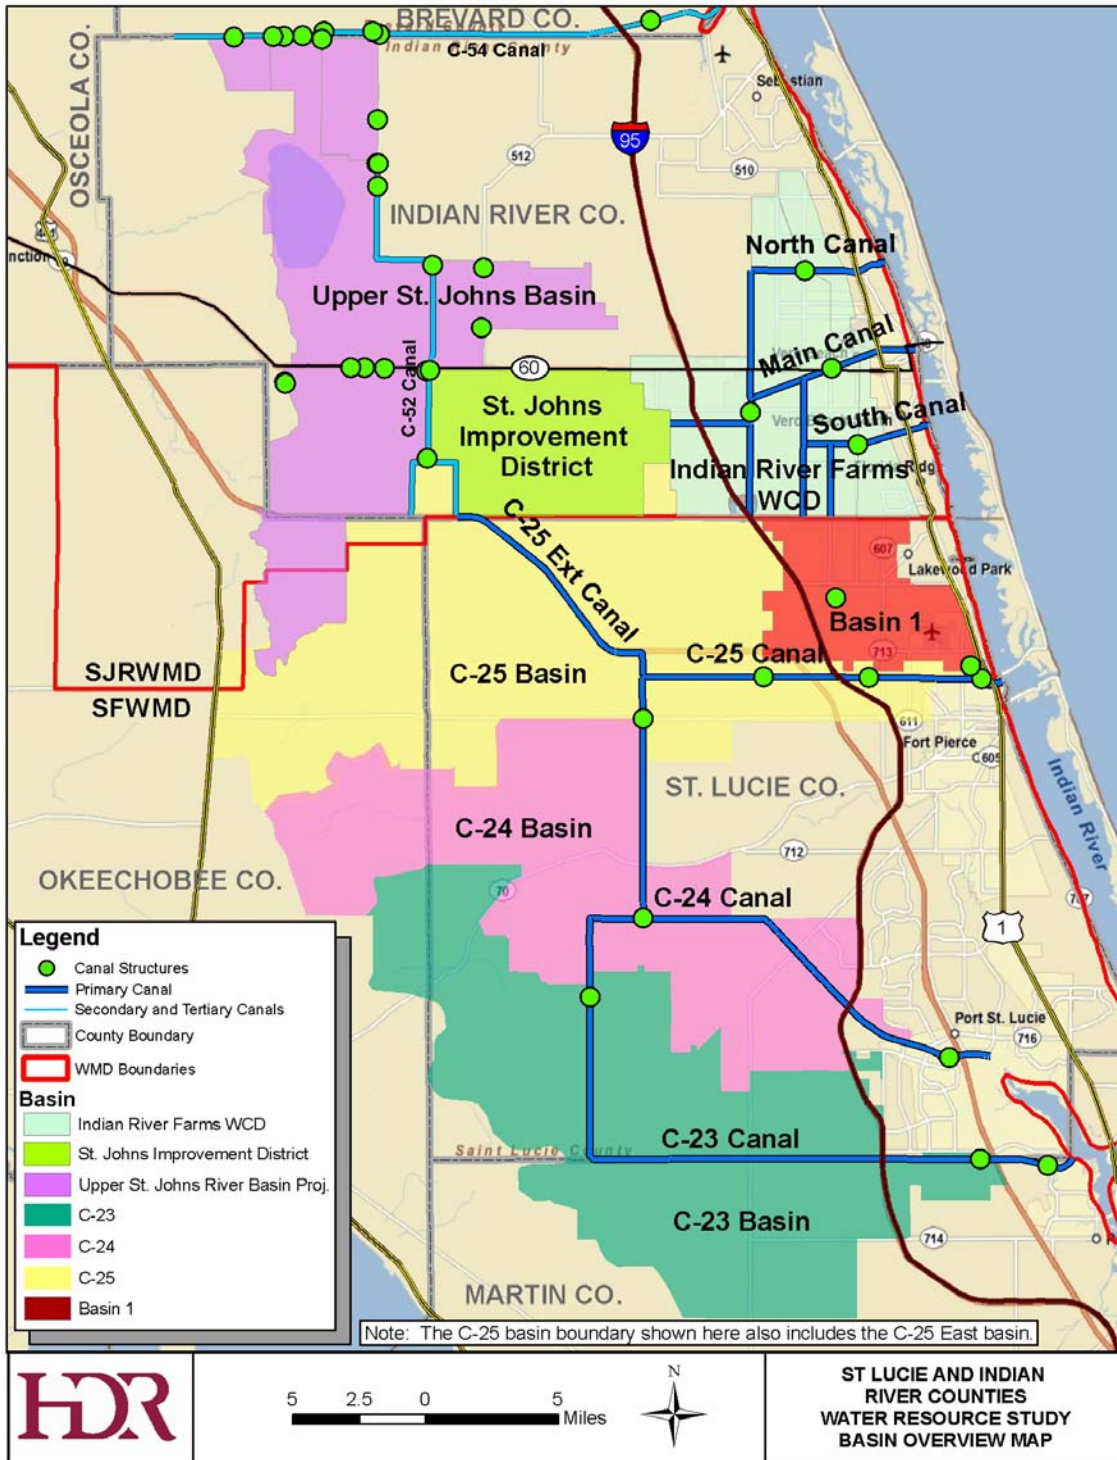 BREVARD CO.
Indian River County
C-54 Canal
OSCEOLA CO.
Sebastian
95
512
510
INDIAN RIVER CO.
North Canal
Upper St. Johns Basin
Main Canal
C-52 Canal
60
St. Johns
Improvement
District
South Canal
Indian River Farms
WCD
C-25 Ext Canal
607
Lakewood Park
Basin 1
713
C-25 Canal
C-25 Basin
SJRWMD
SFWMD
611
Fort Pierce
605
Indian River
ST. LUCIE CO.
C-24 Basin
712
OKEECHOBEE CO.
70
C-24 Canal
707
1
Port St. Lucie
716
C-23 Canal
Saint Lucie County
C-23 Basin
714
MARTIN CO.
Legend
Canal Structures
Primary Canal
Secondary and Tertiary Canals
County Boundary
WMD Boundaries
Basin
Indian River Farms WCD
St. Johns Improvement District
Upper St. Johns River Basin Proj.
C-23
C-24
C-25
Basin 1
Note: The C-25 basin boundary shown here also includes the C-25 East basin.
HDR
5 2.5 0 5
Miles
N
ST LUCIE AND INDIAN
RIVER COUNTIES
WATER RESOURCE STUDY
BASIN OVERVIEW MAP